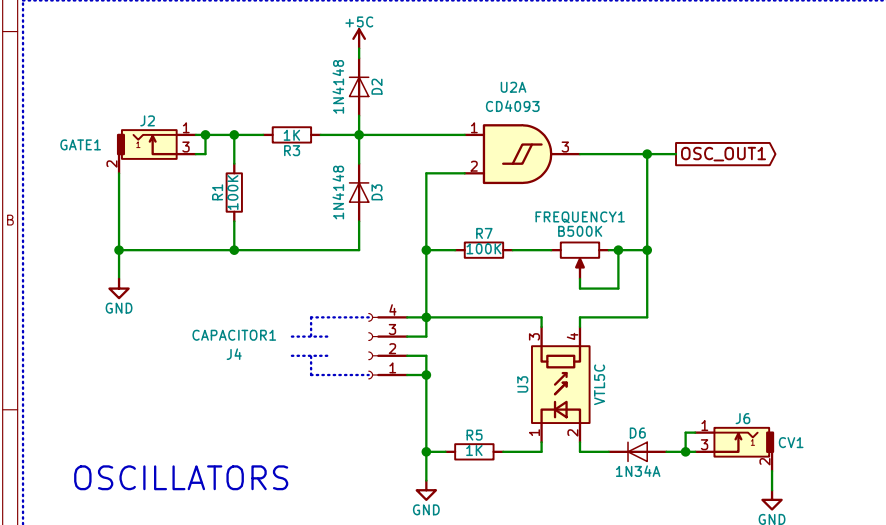 +5C
1N4148
D2
U2A
CD4093
J2
GATE1
1
3
2
1
1K
R3
1
2
3
OSC_OUT1
R1
100K
1N4148
D3
B
FREQUENCY1
B500K
R7
100K
GND
CAPACITOR1
J4
4
3
2
1
3
4
U3
VTL5C
1
2
R5
1K
D6
1N34A
J6
1
3
1
2
CV1
OSCILLATORS
GND
GND